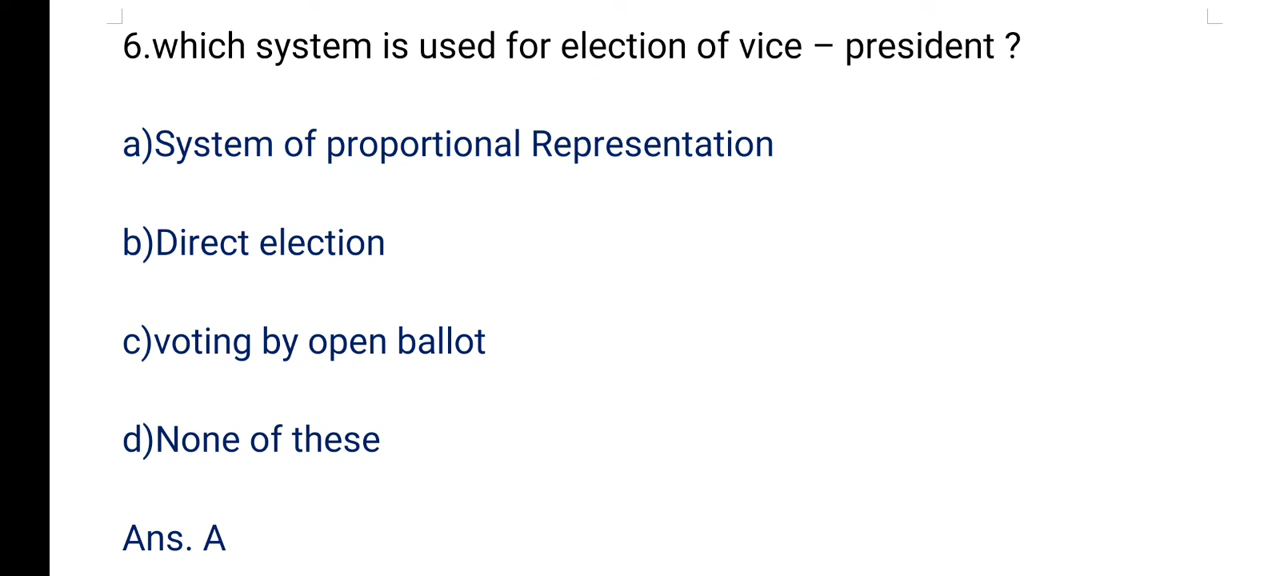 6.which system is used for election of vice – president ?
a)System of proportional Representation
b)Direct election
c)voting by open ballot
d)None of these
Ans. A